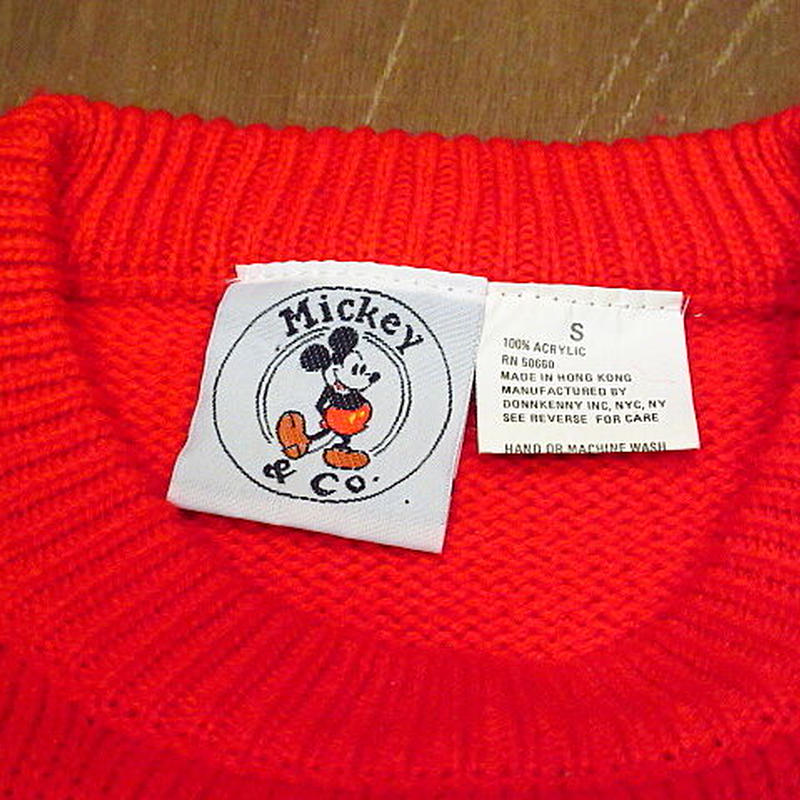 Mickey
& Co.
S
100% ACRYLIC
RN 50660
MADE IN HONG KONG
MANUFACTURED BY
DONNKENNY INC, NYC, NY
SEE REVERSE FOR CARE
HAND OR MACHINE WASH